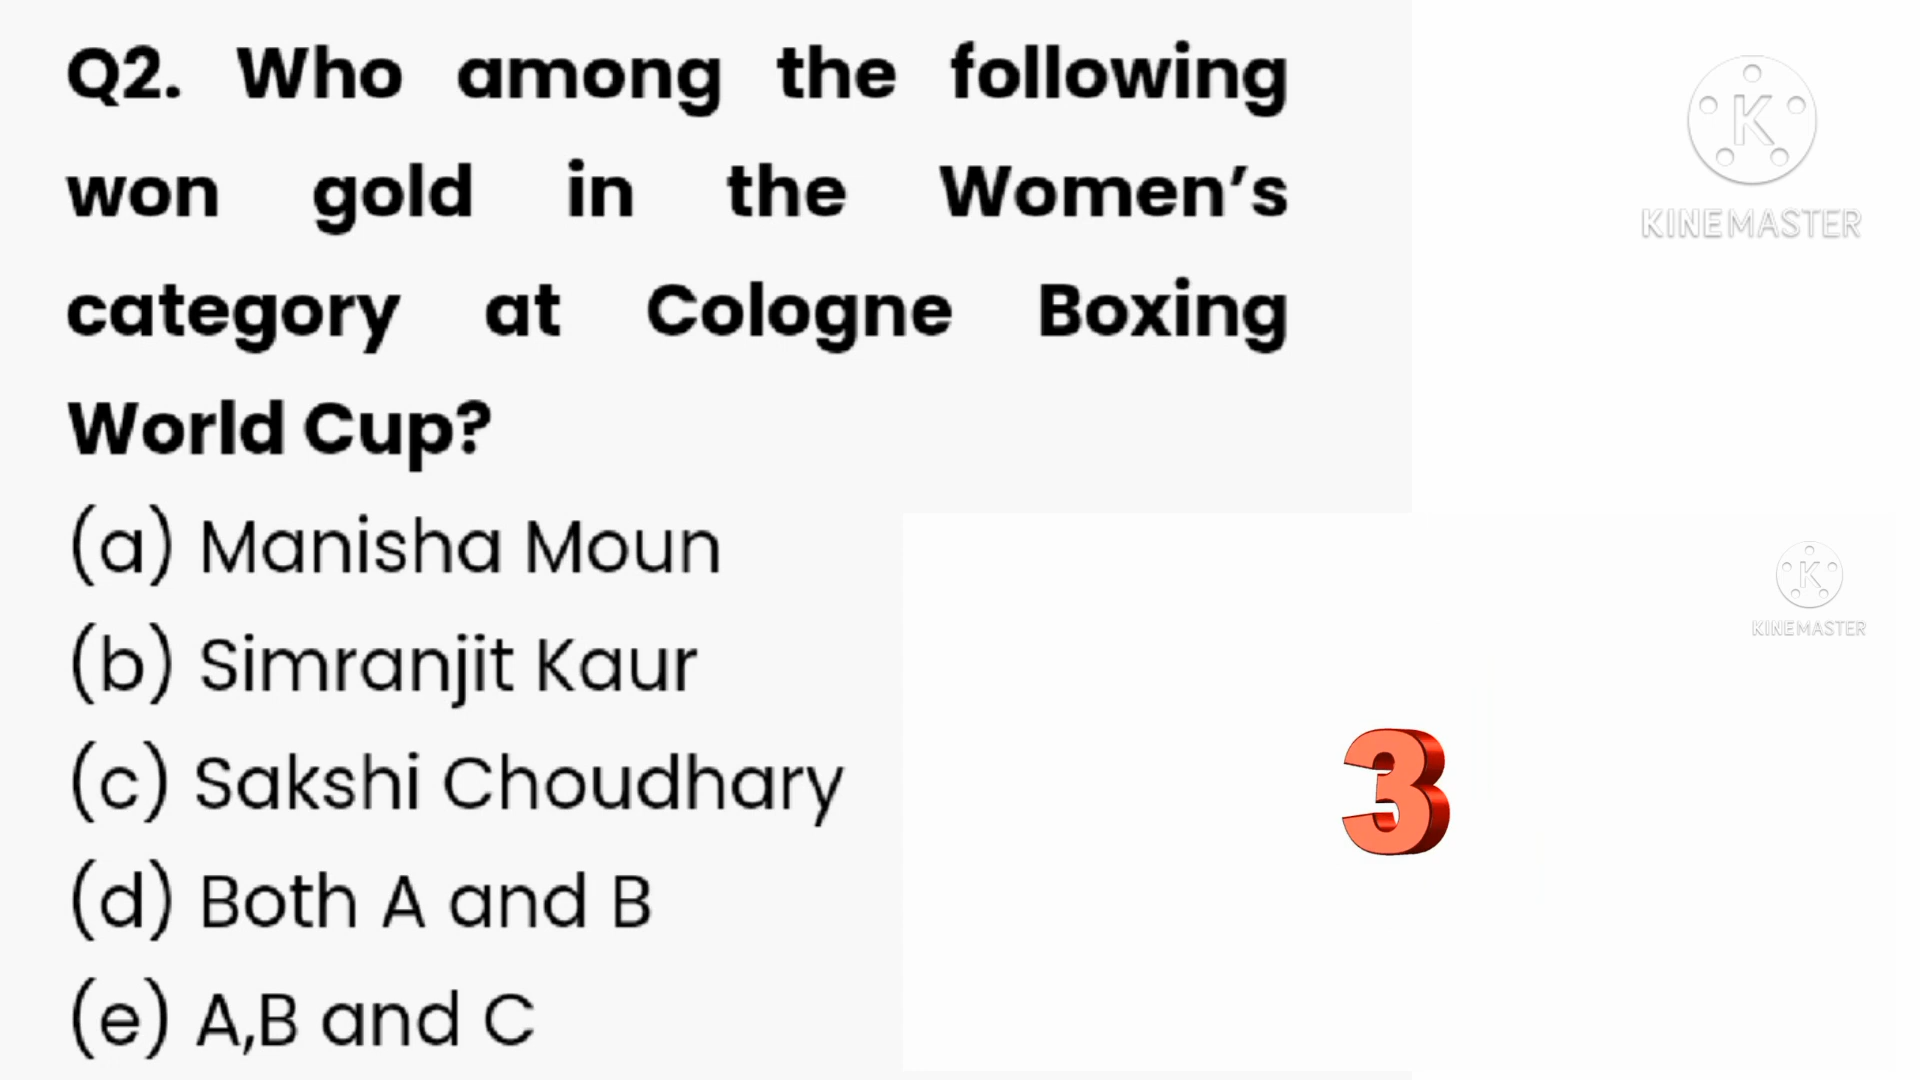 Q2. Who among the following
won gold in the Women’s
category at Cologne Boxing
World Cup?
(a) Manisha Moun
(b) Simranjit Kaur
(c) Sakshi Choudhary
(d) Both A and B
(e) A,B and C
K
KINEMASTER
K
KINEMASTER
3